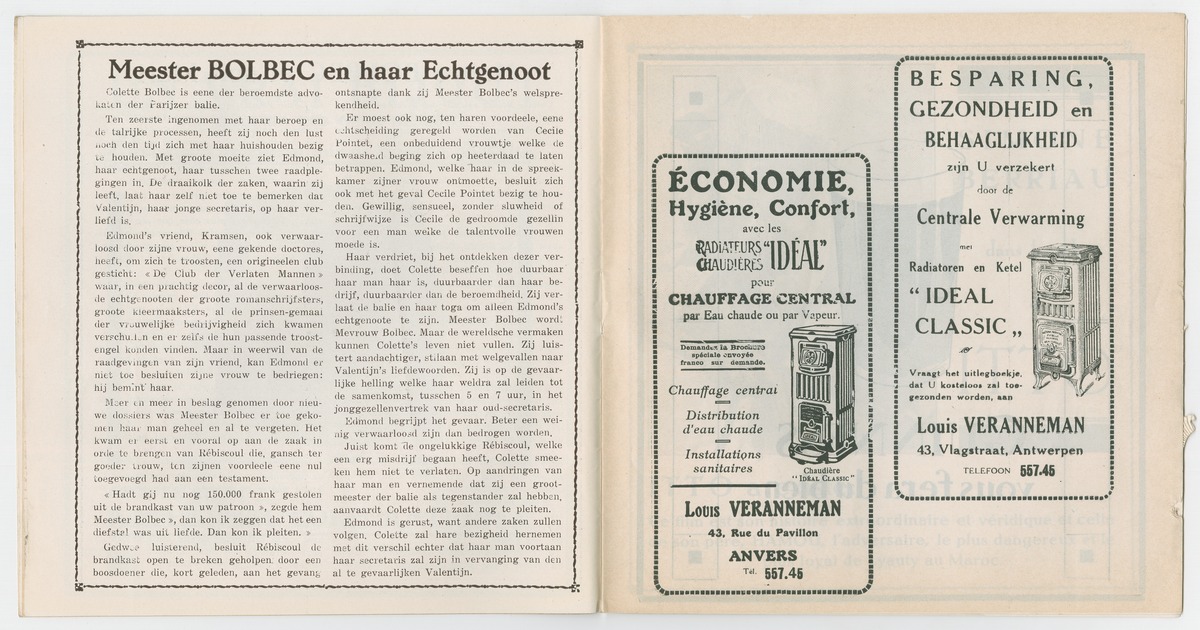 Meester BOLBEC en haar Echtgenoot
Colette Bolbec is eene der beroemdste advo-
katen der Parijzer balie.
Ten zeerste ingenomen met haar beroep en
de talrijke processen, heeft zij nog den lust
noch den tijd zich met haar huishouden bezig
te houden. Met groote moeite ziet Edmond,
haar echtgenoot, haar tusschen twee raadple-
gingen in. De draaikolk der zaken, waarin zij
leeft, laat haar zelf niet toe te bemerken dat
Valentijn, haar jonge secretaris, op haar ver-
liefd is.
Edmond's vriend, Kramsen, ook verwaar-
loosd door zijne vrouw, eene gekende doctores,
heeft, om zich te troosten, een origineelen club
gesticht: « De Club der Verlaten Mannen »
waar, in een prachtig decor, al de verwaarloos-
de echtgenooten der groote romanschrijfsters,
groote kleermaaksters, al de prinsen-gemaal
der vrouwelijke bedrijvigheid zich kwamen
verschuilen en er zelfs de hun passende troost-
engel konden vinden. Maar in weerwil van de
raadgevingen van zijn vriend, kan Edmond er
niet toe besluiten zijne vrouw te bedriegen:
hij bemint haar.
Meer en meer in beslag genomen door nieu-
we dossiers was Meester Bolbec er toe geko-
men haar man geheel en al te vergeten. Het
kwam er eerst en vooral op aan de zaak in
orde te brengen van Rébiscoul die, gansch ter
goeder trouw, ten zijnen voordeele eene nul
toegevoegd had aan een testament.
« Hadt gij nu nog 150.000 frank gestolen
uit de brandkast van uw patroon », zegde hem
Meester Bolbec », dan kon ik zeggen dat het een
diefstal was uit liefde. Dan kon ik pleiten. »
Gedwee luisterend, besluit Rébiscoul de
brandkast open te breken geholpen door een
boosdoener die, kort geleden, aan het gevang
ontsnapte dank zij Meester Bolbec's welspre-
kendheid.
Er moest ook nog, ten haren voordeele, eene
echtscheiding geregeld worden van Cecile
Pointet, een onbeduidend vrouwtje welke de
dwaasheid beging zich op heeterdaad te laten
betrappen. Edmond, welke haar in de spreek-
kamer zijner vrouw ontmoette, besluit zich
ook met het geval Cecile Pointet bezig te hou-
den. Gewillig, sensueel, zonder sluwheid of
schrijfwijze is Cecile de gedroomde gezellin
voor een man welke de talentvolle vrouwen
moede is.
Haar verdriet, bij het ontdekken dezer ver-
binding, doet Colette beseffen hoe duurbaar
haar man haar is, duurbaarder dan haar be-
drijf, duurbaarder dan de beroemdheid. Zij ver-
laat de balie en haar toga om alleen Edmond's
echtgenoote te zijn. Meester Bolbec wordt
Mevrouw Bolbec. Maar de wereldsche vermaken
kunnen Colette's leven niet vullen. Zij luis-
tert aandachtiger, stilaan met welgevallen naar
Valentijn's liefdewoorden. Zij is op de gevaar-
lijke helling welke haar weldra zal leiden tot
de samenkomst, tusschen 5 en 7 uur, in het
jonggezellenvertrek van haar oud-secretaris.
Edmond begrijpt het gevaar. Beter een wei-
nig verwaarloosd zijn dan bedrogen worden.
Juist komt de ongelukkige Rébiscoul, welke
een erg misdrijf begaan heeft, Colette smee-
ken hem niet te verlaten. Op aandringen van
haar man en vernemende dat zij een groot-
meester der balie als tegenstander zal hebben,
aanvaardt Colette deze zaak nog te pleiten.
Edmond is gerust, want andere zaken zullen
volgen. Colette zal hare bezigheid hernemen
met dit verschil echter dat haar man voortaan
haar secretaris zal zijn in vervanging van den
al te gevaarlijken Valentijn.
ÉCONOMIE,
Hygiène, Confort,
avec les
RADIATEURS "IDÉAL"
CHAUDIÈRES
pour
CHAUFFAGE CENTRAL
par Eau chaude ou par Vapeur.
Demandez la Brochure
spéciale envoyée
franco sur demande.
Chauffage central
Distribution
d'eau chaude
Installations
sanitaires
Chaudière
"IDÉAL CLASSIC"
Louis VERANNEMAN
43, Rue du Pavillon
ANVERS
Tél. 557.45
BESPARING,
GEZONDHEID en
BEHAAGLIJKHEID
zijn U verzekert
door de
Centrale Verwarming
met
Radiatoren en Ketel
"IDEAL
CLASSIC„
Vraagt het uitlegboekje,
dat U kosteloos zal toe-
gezonden worden, aan
Louis VERANNEMAN
43, Vlagstraat, Antwerpen
TELEFOON 557.45